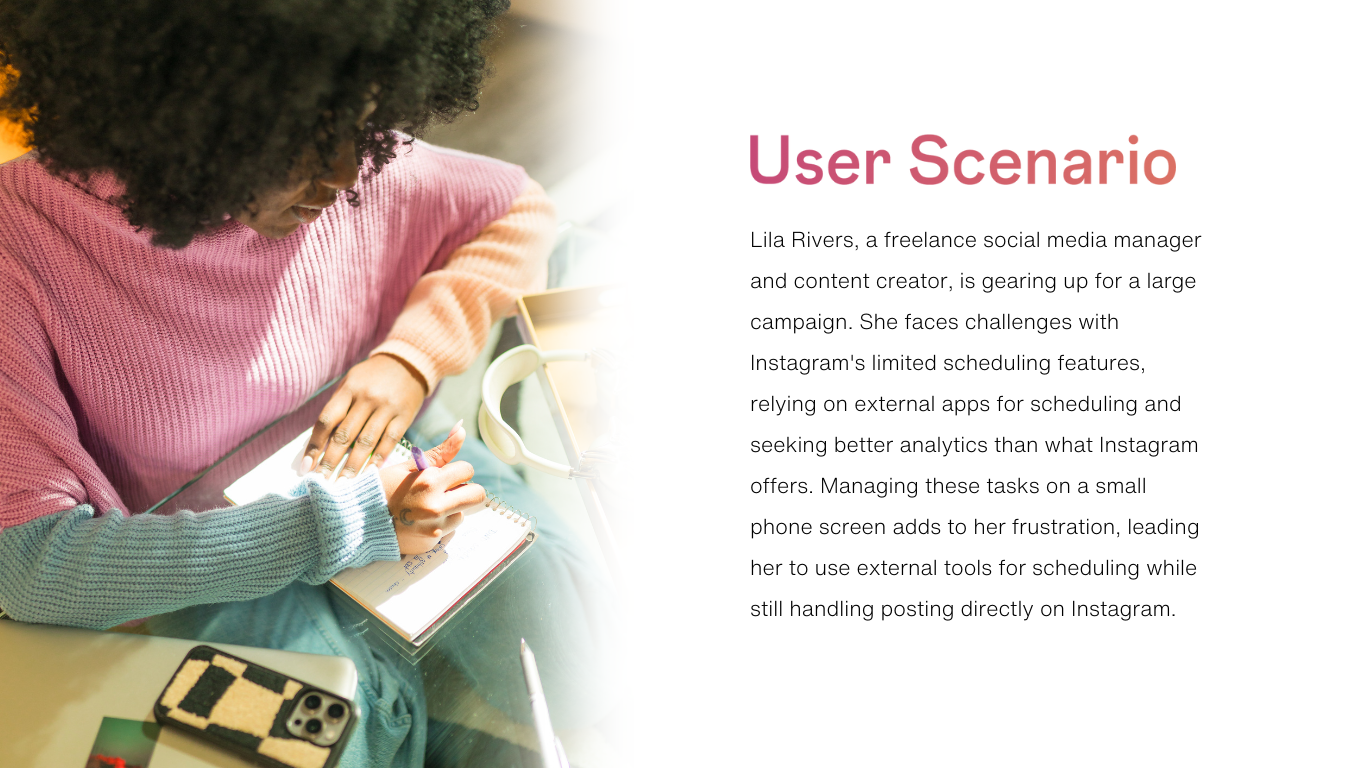 User Scenario
Lila Rivers, a freelance social media manager
and content creator, is gearing up for a large
campaign. She faces challenges with
Instagram's limited scheduling features,
relying on external apps for scheduling and
seeking better analytics than what Instagram
offers. Managing these tasks on a small
phone screen adds to her frustration, leading
her to use external tools for scheduling while
still handling posting directly on Instagram.